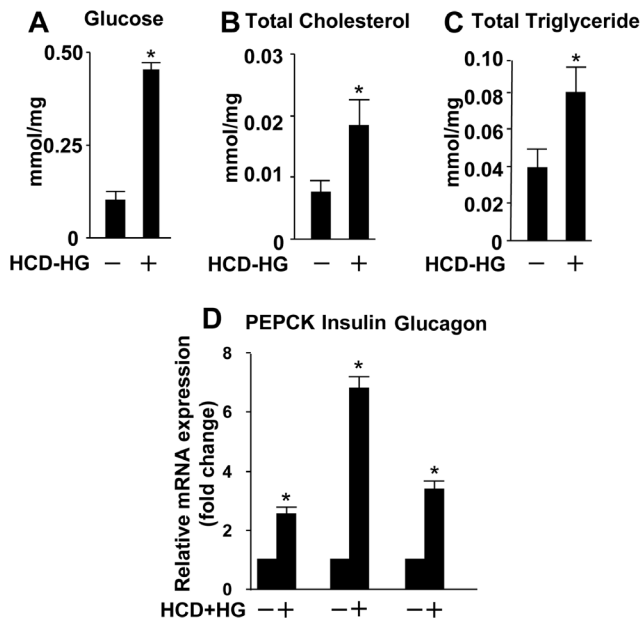 A Glucose
mmol/mg
0.50
0.25
0
*
HCD-HG − +
B Total Cholesterol
mmol/mg
0.03
0.02
0.01
0
*
HCD-HG − +
C Total Triglyceride
mmol/mg
0.10
0.08
0.06
0.04
0.02
0
*
HCD-HG − +
D PEPCK Insulin Glucagon
Relative mRNA expression
(fold change)
8
6
4
2
0
* * *
HCD+HG −+ −+ −+